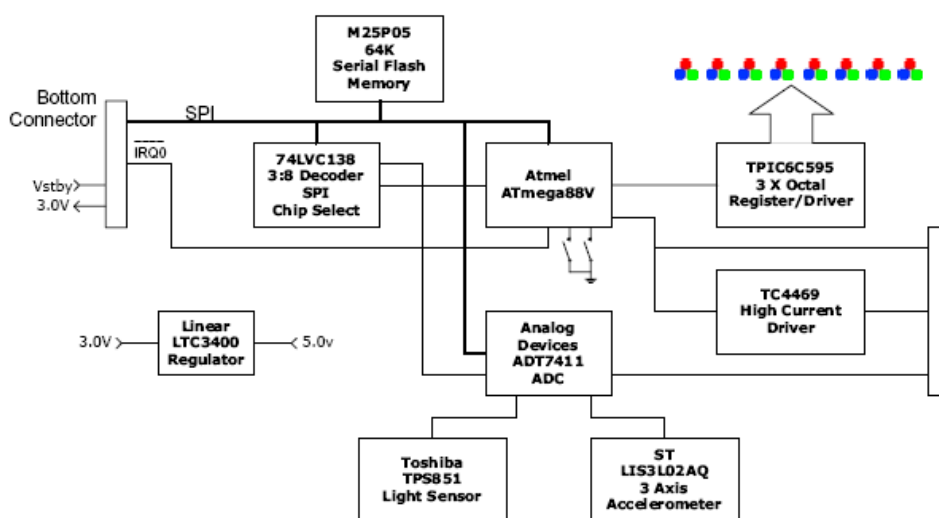 M25P05
64K
Serial Flash
Memory
Bottom
Connector
SPI
IRQ0
Vstby
3.0V
74LVC138
3:8 Decoder
SPI
Chip Select
Atmel
ATmega88V
TPIC6C595
3 X Octal
Register/Driver
TC4469
High Current
Driver
3.0V
Linear
LTC3400
Regulator
5.0v
Analog
Devices
ADT7411
ADC
Toshiba
TPS851
Light Sensor
ST
LIS3L02AQ
3 Axis
Accelerometer